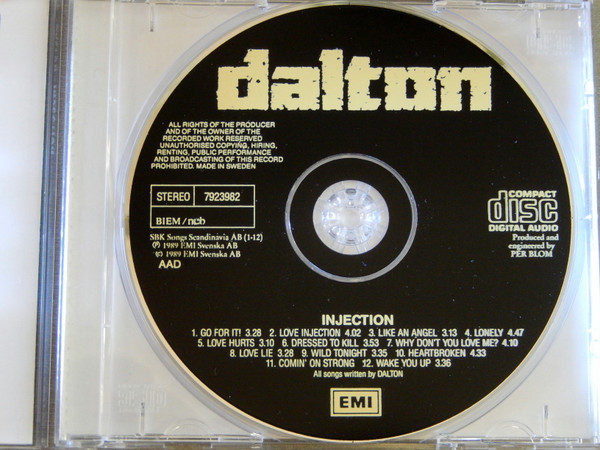 dalton
ALL RIGHTS OF THE PRODUCER
AND OF THE OWNER OF THE
RECORDED WORK RESERVED
UNAUTHORISED COPYING, HIRING,
RENTING, PUBLIC PERFORMANCE
AND BROADCASTING OF THIS RECORD
PROHIBITED. MADE IN SWEDEN
STEREO 7923982
BIEM/ncb
SBK Songs Scandinavia AB (1-12)
℗ 1989 EMI Svenska AB
© 1989 EMI Svenska AB
AAD
COMPACT
disc
DIGITAL AUDIO
Produced and
engineered by
PER BLOM
INJECTION
1. GO FOR IT! 3.28 2. LOVE INJECTION 4.02 3. LIKE AN ANGEL 3.13 4. LONELY 4.47
5. LOVE HURTS 3.10 6. DRESSED TO KILL 3.53 7. WHY DON'T YOU LOVE ME? 4.10
8. LOVE LIE 3.28 9. WILD TONIGHT 3.35 10. HEARTBROKEN 4.33
11. COMIN' ON STRONG 12. WAKE YOU UP 3.36
All songs written by DALTON
EMI